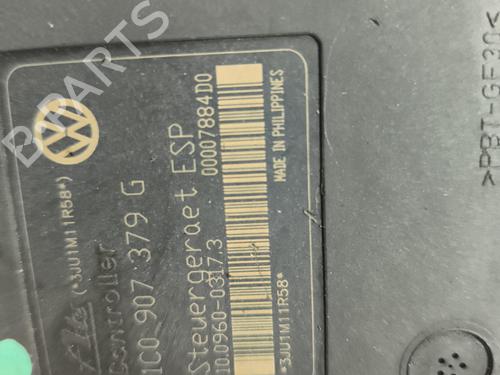 Ate (*3JU1M11R58*)
Controller
1C0 907 379 G
Steuergeraet ESP
10.0960-0317.3 00007884D0
*3JU1M11R58* MADE IN PHILIPPINES
>PBT-GF30<
B-PARTS